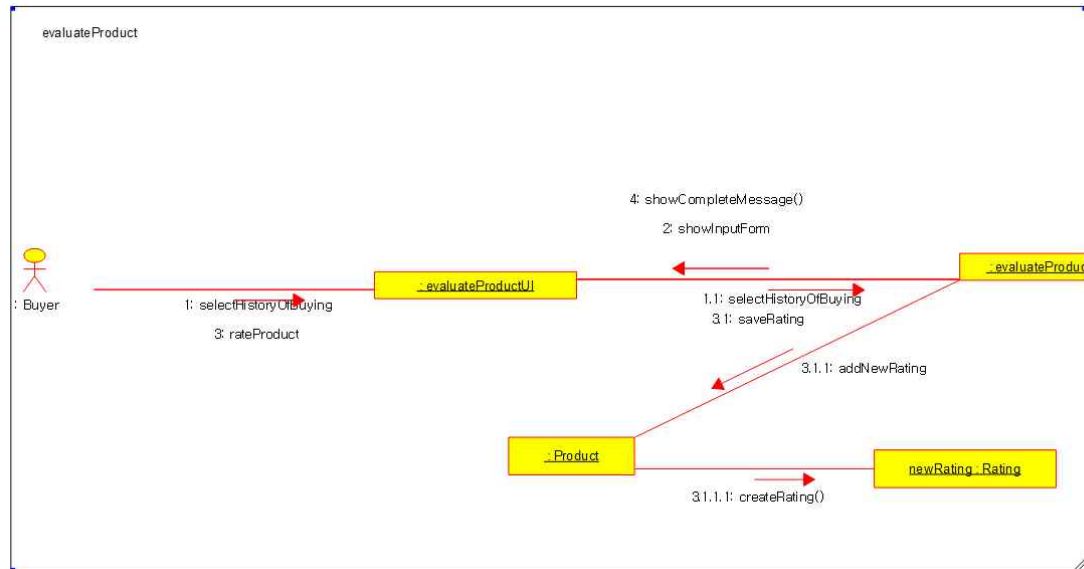 evaluateProduct
4: showCompleteMessage()
2: showInputForm
: evaluateProduc
: evaluateProductUI
: Buyer
1: selectHistoryOfBuying
1.1: selectHistoryOfBuying
3.1: saveRating
3: rateProduct
3.1.1: addNewRating
: Product
newRating : Rating
3.1.1.1: createRating()